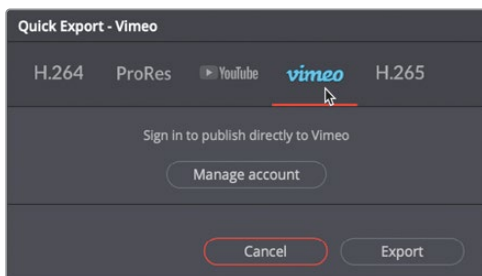 Quick Export - Vimeo
H.264 ProRes YouTube vimeo H.265
Sign in to publish directly to Vimeo
Manage account
Cancel Export